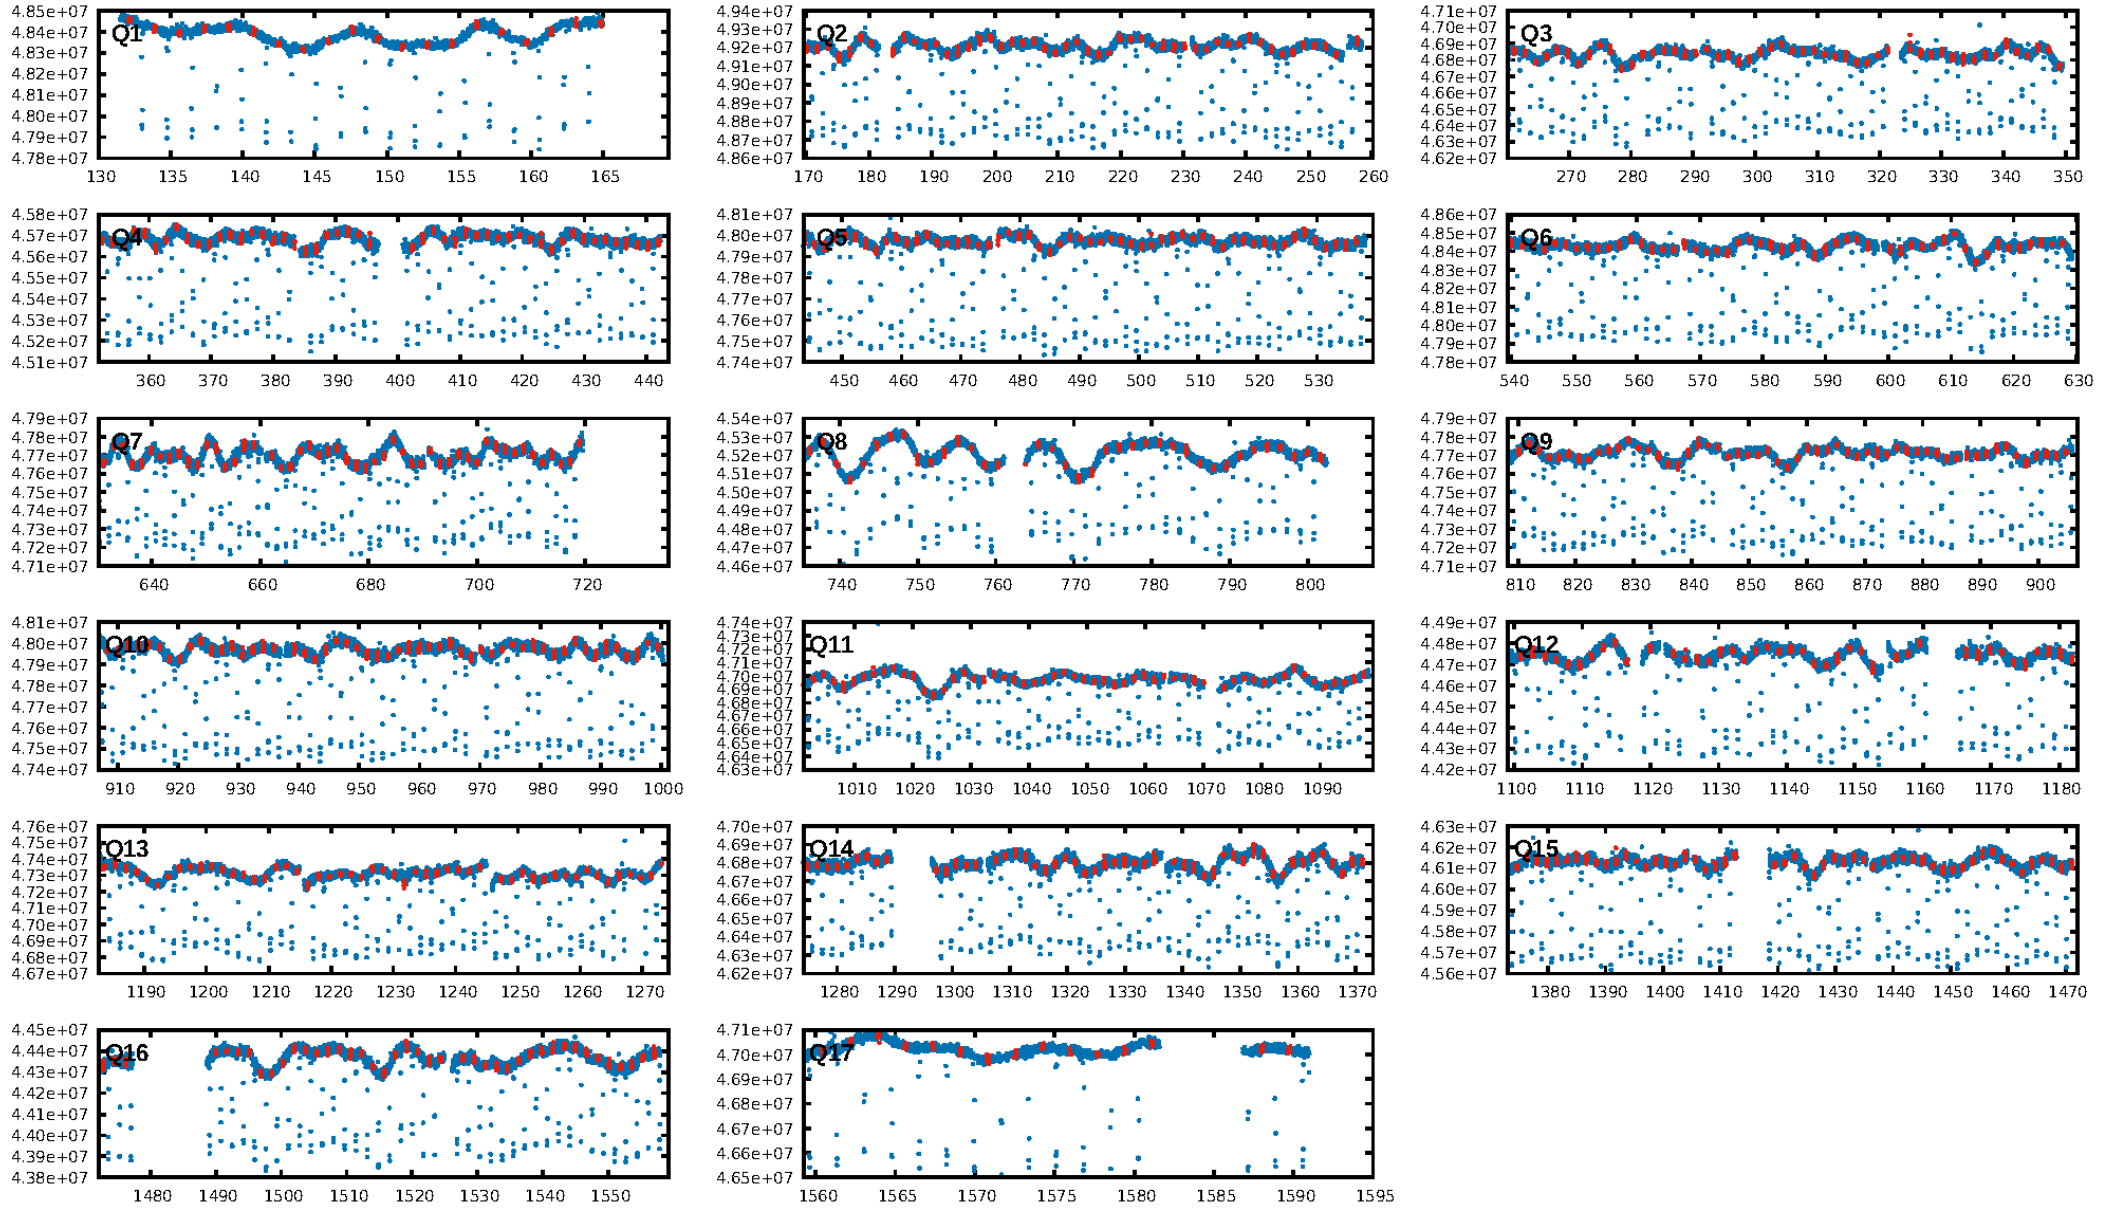 4.85e+07 4.84e+07 4.83e+07 4.82e+07 4.81e+07 4.80e+07 4.79e+07 4.78e+07
Q1
130 135 140 145 150 155 160 165
4.94e+07 4.93e+07 4.92e+07 4.91e+07 4.90e+07 4.89e+07 4.88e+07 4.87e+07 4.86e+07
Q2
170 180 190 200 210 220 230 240 250 260
4.71e+07 4.70e+07 4.69e+07 4.68e+07 4.67e+07 4.66e+07 4.65e+07 4.64e+07 4.63e+07 4.62e+07
Q3
270 280 290 300 310 320 330 340 350
4.58e+07 4.57e+07 4.56e+07 4.55e+07 4.54e+07 4.53e+07 4.52e+07 4.51e+07
Q4
360 370 380 390 400 410 420 430 440
4.81e+07 4.80e+07 4.79e+07 4.78e+07 4.77e+07 4.76e+07 4.75e+07 4.74e+07
Q5
450 460 470 480 490 500 510 520 530
4.86e+07 4.85e+07 4.84e+07 4.83e+07 4.82e+07 4.81e+07 4.80e+07 4.79e+07 4.78e+07
Q6
540 550 560 570 580 590 600 610 620 630
4.79e+07 4.78e+07 4.77e+07 4.76e+07 4.75e+07 4.74e+07 4.73e+07 4.72e+07 4.71e+07
Q7
640 660 680 700 720
4.54e+07 4.53e+07 4.52e+07 4.51e+07 4.50e+07 4.49e+07 4.48e+07 4.47e+07 4.46e+07
Q8
740 750 760 770 780 790 800
4.79e+07 4.78e+07 4.77e+07 4.76e+07 4.75e+07 4.74e+07 4.73e+07 4.72e+07 4.71e+07
Q9
810 820 830 840 850 860 870 880 890 900
4.81e+07 4.80e+07 4.79e+07 4.78e+07 4.77e+07 4.76e+07 4.75e+07 4.74e+07
Q10
910 920 930 940 950 960 970 980 990 1000
4.74e+07 4.73e+07 4.72e+07 4.71e+07 4.70e+07 4.69e+07 4.68e+07 4.67e+07 4.66e+07 4.65e+07 4.64e+07 4.63e+07
Q11
1010 1020 1030 1040 1050 1060 1070 1080 1090
4.49e+07 4.48e+07 4.47e+07 4.46e+07 4.45e+07 4.44e+07 4.43e+07 4.42e+07
Q12
1100 1110 1120 1130 1140 1150 1160 1170 1180
4.76e+07 4.75e+07 4.74e+07 4.73e+07 4.72e+07 4.71e+07 4.70e+07 4.69e+07 4.68e+07 4.67e+07
Q13
1190 1200 1210 1220 1230 1240 1250 1260 1270
4.70e+07 4.69e+07 4.68e+07 4.67e+07 4.66e+07 4.65e+07 4.64e+07 4.63e+07 4.62e+07
Q14
1280 1290 1300 1310 1320 1330 1340 1350 1360 1370
4.63e+07 4.62e+07 4.61e+07 4.60e+07 4.59e+07 4.58e+07 4.57e+07 4.56e+07
Q15
1380 1390 1400 1410 1420 1430 1440 1450 1460 1470
4.45e+07 4.44e+07 4.43e+07 4.42e+07 4.41e+07 4.40e+07 4.39e+07 4.38e+07
Q16
1480 1490 1500 1510 1520 1530 1540 1550
4.71e+07 4.70e+07 4.69e+07 4.68e+07 4.67e+07 4.66e+07 4.65e+07
Q17
1560 1565 1570 1575 1580 1585 1590 1595